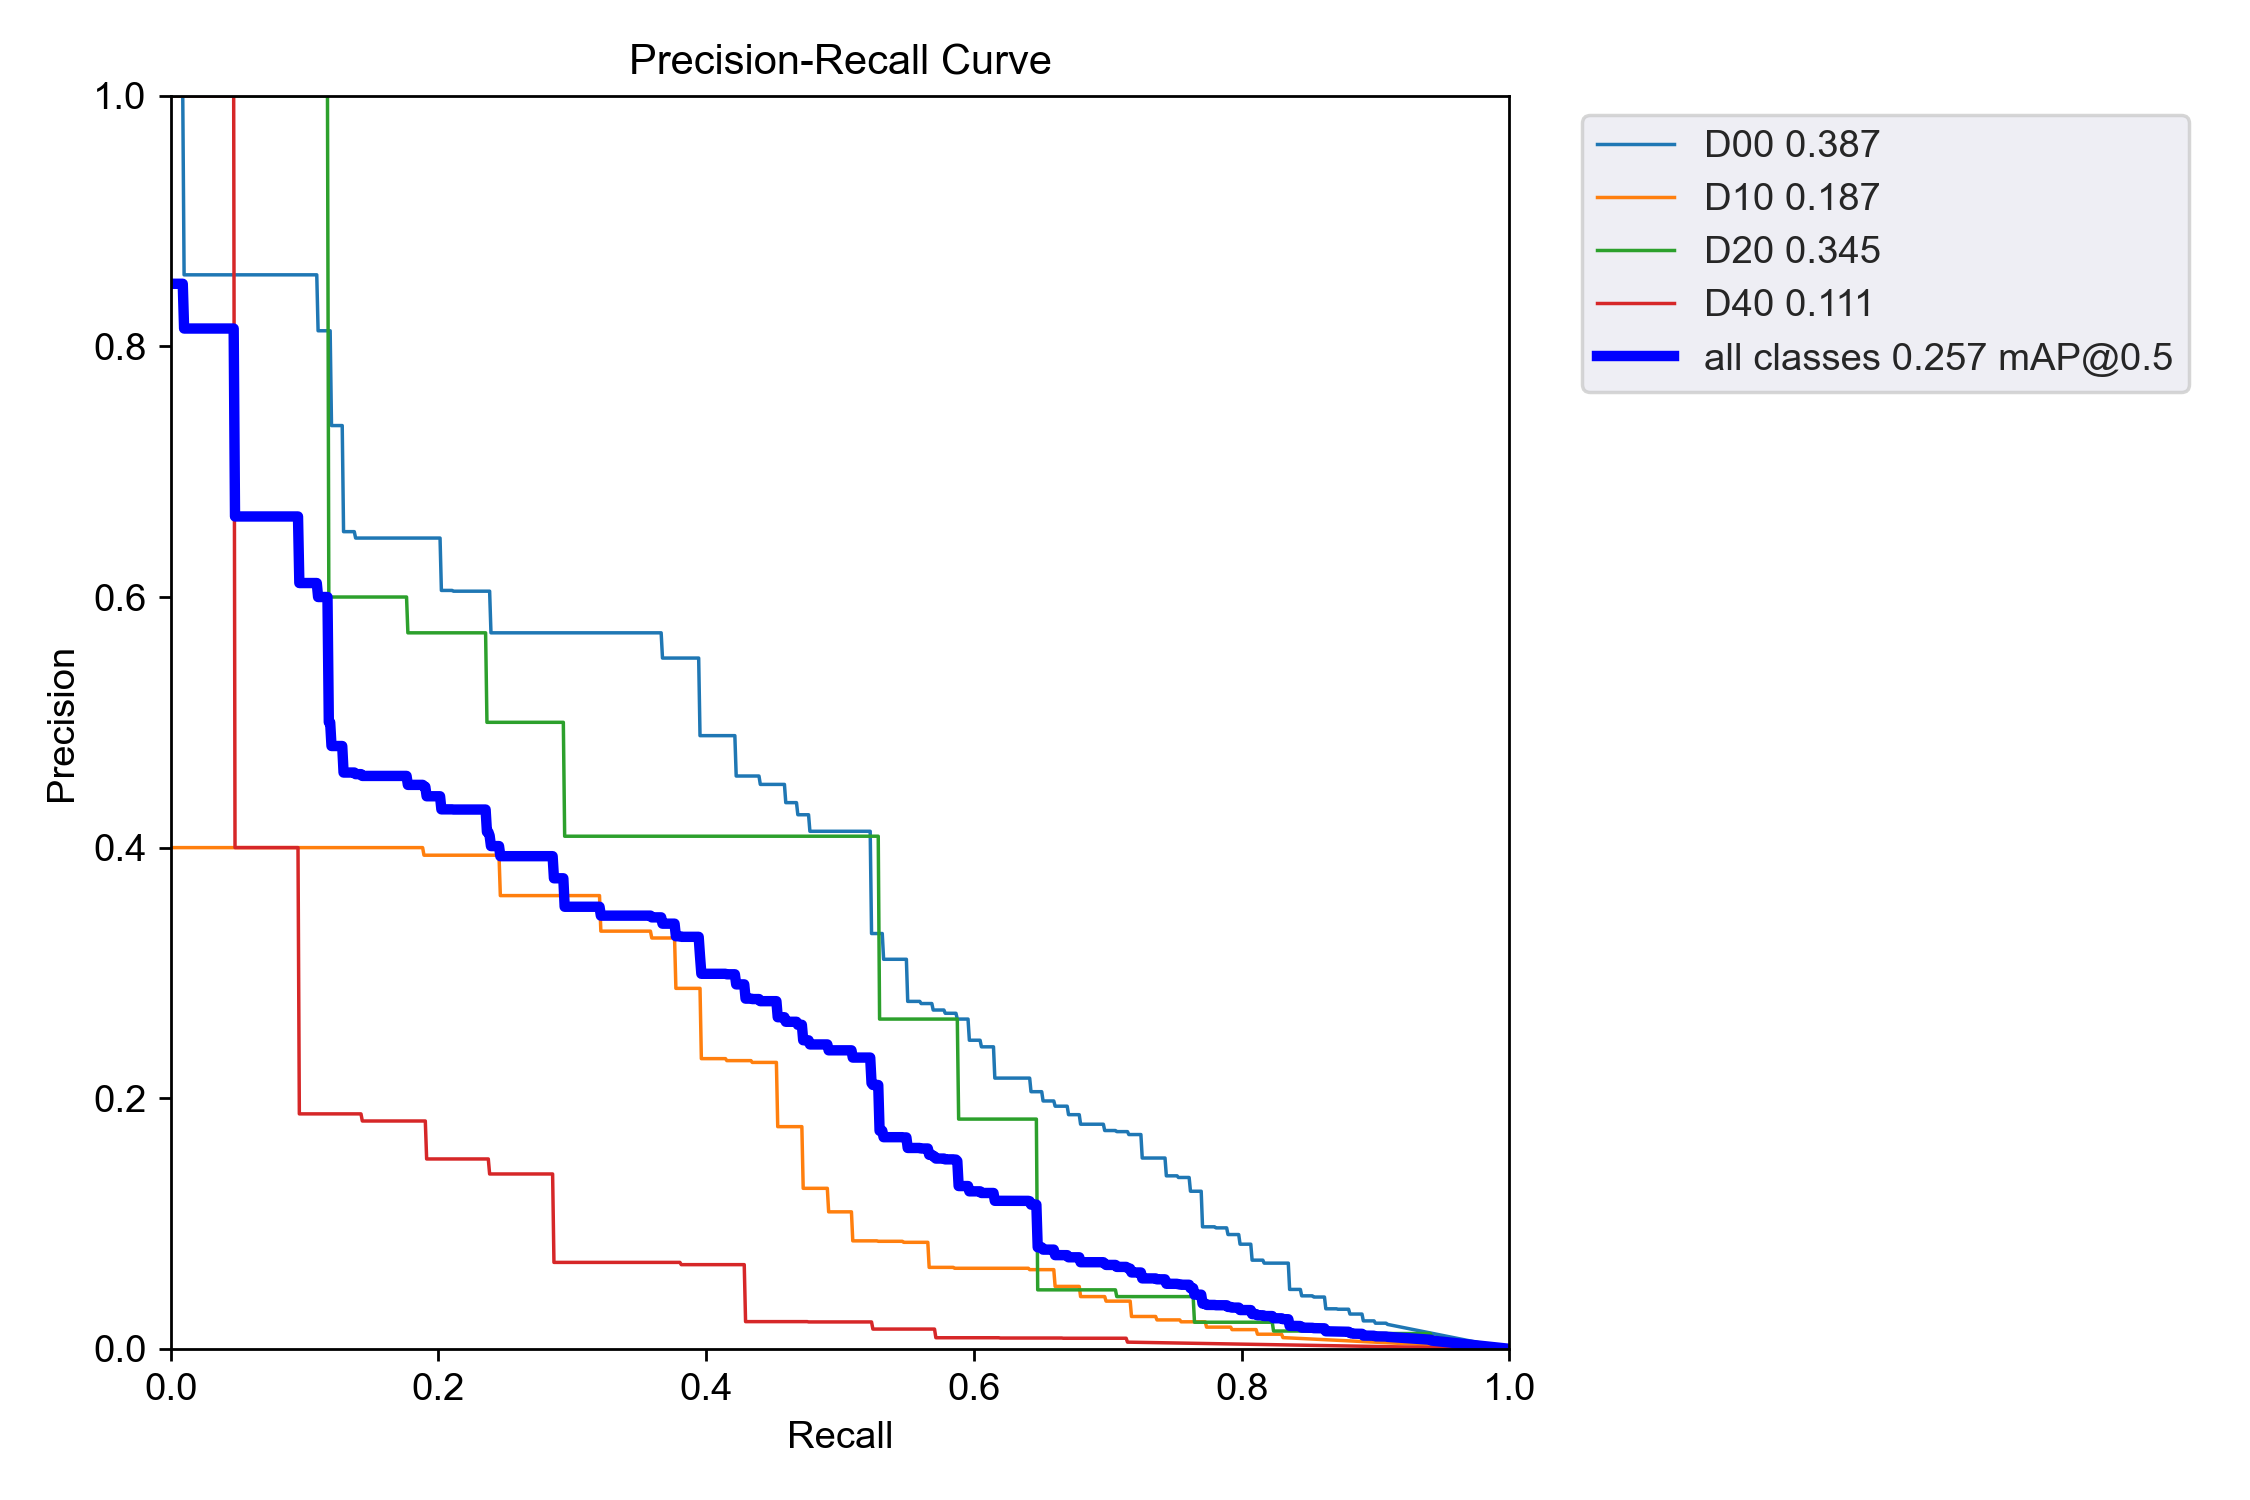 Precision-Recall Curve
1.0
0.8
0.6
0.4
0.2
0.0
Precision
0.0 0.2 0.4 0.6 0.8 1.0
Recall
D00 0.387
D10 0.187
D20 0.345
D40 0.111
all classes 0.257 mAP@0.5